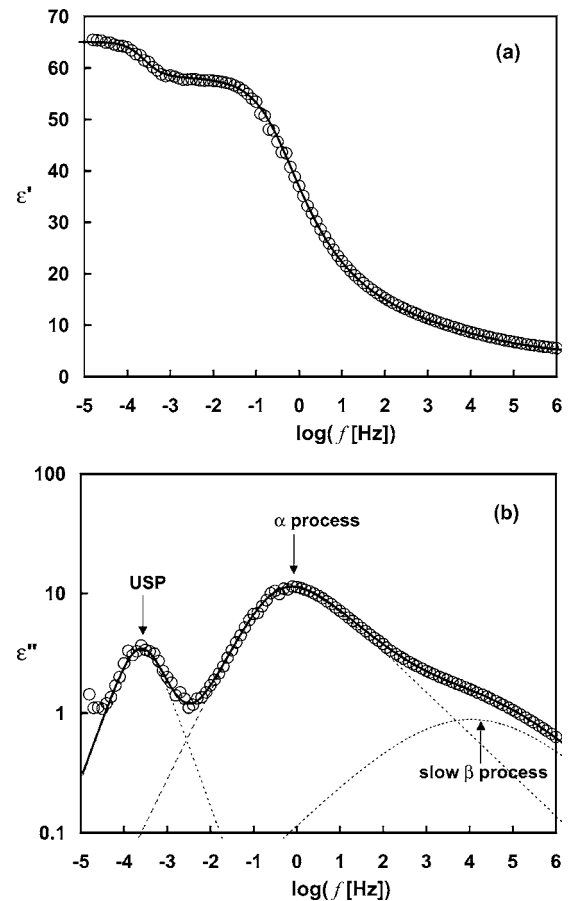 70
60
50
40
30
20
10
0
ε'
(a)
-5 -4 -3 -2 -1 0 1 2 3 4 5 6
log(f[Hz])
100
10
1
0.1
ε"
(b)
α process
USP
slow β process
-5 -4 -3 -2 -1 0 1 2 3 4 5 6
log(f[Hz])